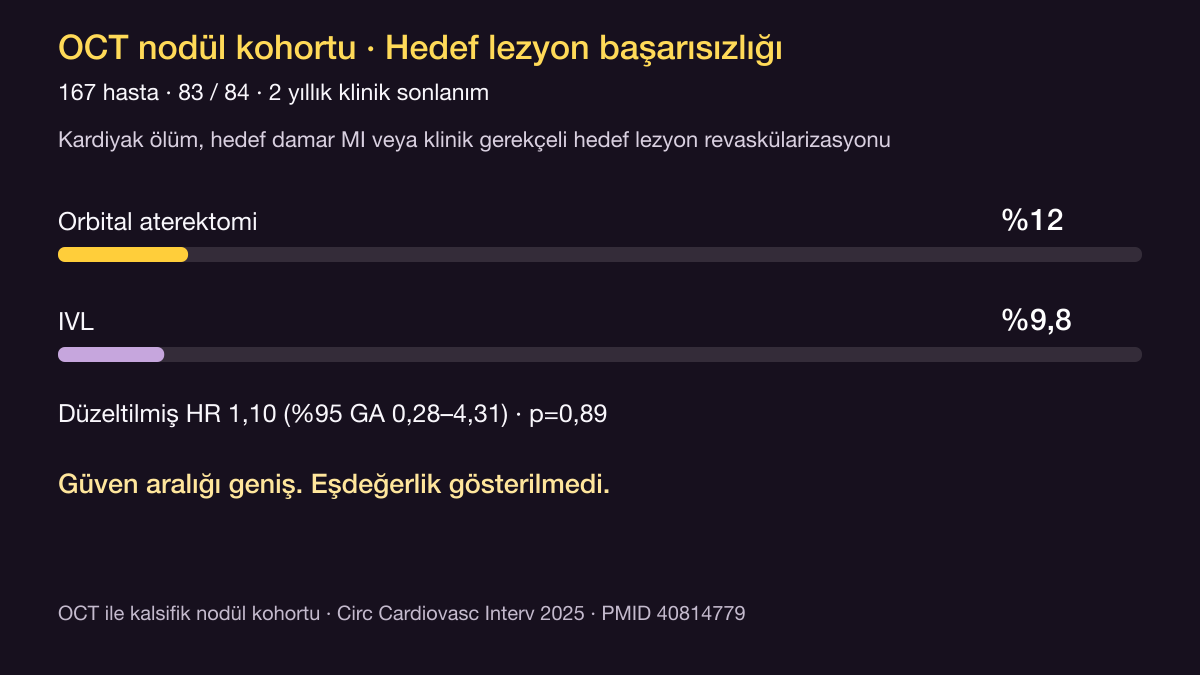 OCT nodül kohortu · Hedef lezyon başarısızlığı
167 hasta · 83 / 84 · 2 yıllık klinik sonlanım
Kardiyak ölüm, hedef damar MI veya klinik gerekçeli hedef lezyon revaskülarizasyonu
Orbital aterektomi %12
IVL %9,8
Düzeltilmiş HR 1,10 (%95 GA 0,28–4,31) · p=0,89
Güven aralığı geniş. Eşdeğerlik gösterilmedi.
OCT ile kalsifik nodül kohortu · Circ Cardiovasc Interv 2025 · PMID 40814779